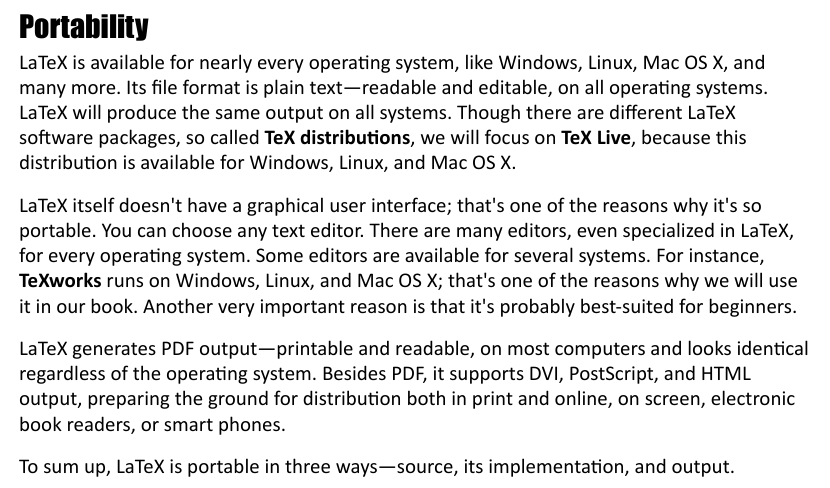 Portability
LaTeX is available for nearly every operating system, like Windows, Linux, Mac OS X, and
many more. Its file format is plain text—readable and editable, on all operating systems.
LaTeX will produce the same output on all systems. Though there are different LaTeX
software packages, so called TeX distributions, we will focus on TeX Live, because this
distribution is available for Windows, Linux, and Mac OS X.
LaTeX itself doesn't have a graphical user interface; that's one of the reasons why it's so
portable. You can choose any text editor. There are many editors, even specialized in LaTeX,
for every operating system. Some editors are available for several systems. For instance,
TeXworks runs on Windows, Linux, and Mac OS X; that's one of the reasons why we will use
it in our book. Another very important reason is that it's probably best-suited for beginners.
LaTeX generates PDF output—printable and readable, on most computers and looks identical
regardless of the operating system. Besides PDF, it supports DVI, PostScript, and HTML
output, preparing the ground for distribution both in print and online, on screen, electronic
book readers, or smart phones.
To sum up, LaTeX is portable in three ways—source, its implementation, and output.